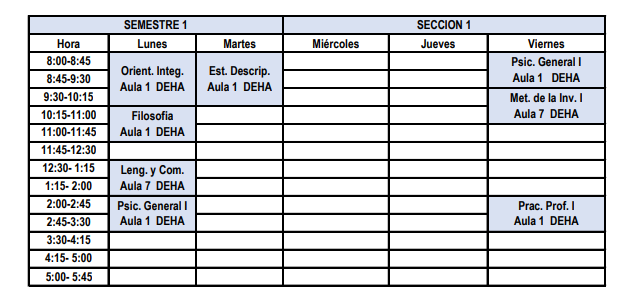 SEMESTRE 1 SECCION 1
Hora Lunes Martes Miércoles Jueves Viernes
8:00-8:45 Psic. General I
Orient. Integ. Est. Descrip.
8:45-9:30 Aula 1 DEHA
Aula 1 DEHA Aula 1 DEHA
9:30-10:15 Met. de la Inv. I
10:15-11:00 Filosofia Aula 7 DEHA
11:00-11:45 Aula 1 DEHA
11:45-12:30
12:30- 1:15 Leng. y Com.
1:15- 2:00 Aula 7 DEHA
2:00-2:45 Psic. General I Prac. Prof. I
2:45-3:30 Aula 1 DEHA Aula 1 DEHA
3:30-4:15
4:15- 5:00
5:00- 5:45